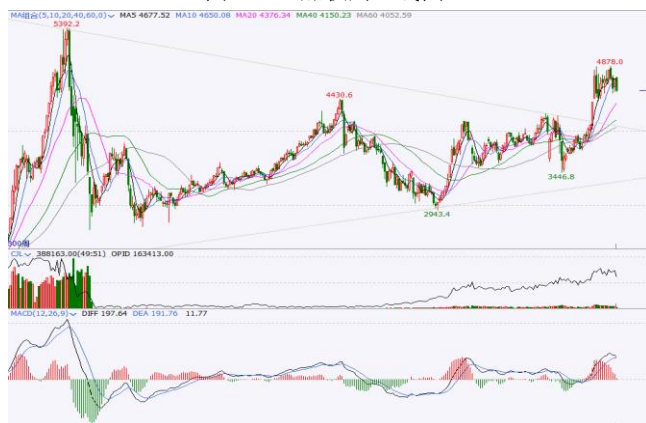 MA组合(5,10,20,40,60,0) MA5 4677.52 MA10 4650.08 MA20 4376.34 MA40 4150.23 MA60 4052.59
5392.2
4878.0
4430.6
3446.8
2943.4
CJL 388163.00(49:51) OPID 163413.00
MACD(12,26,9) DIFF 197.64 DEA 191.76 11.77